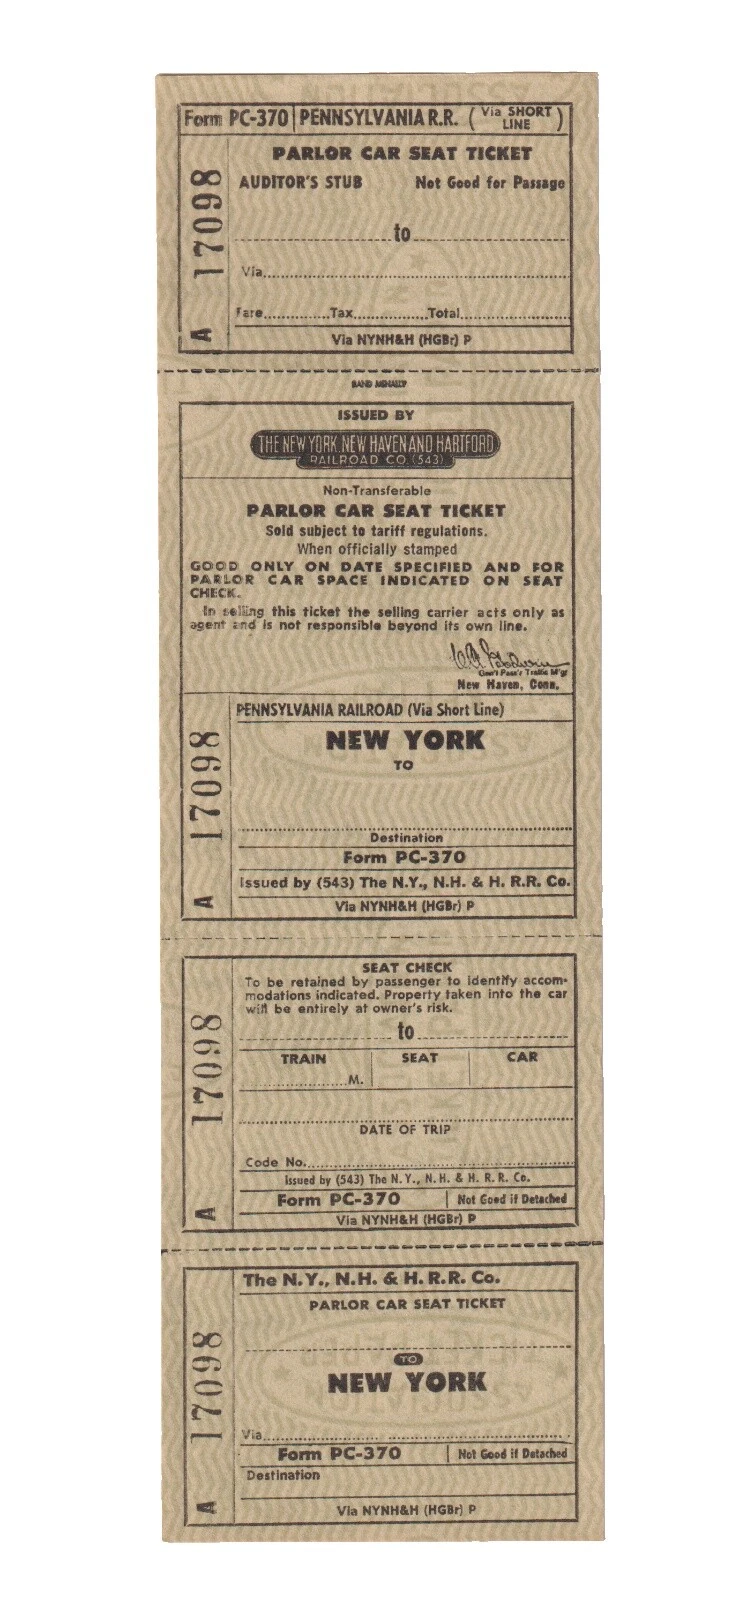 Form PC-370 PENNSYLVANIA R.R. (Via SHORT LINE)
PARLOR CAR SEAT TICKET
AUDITOR'S STUB Not Good for Passage
to
Via
Fare Tax Total
Via NYNH&H (HGBr) P
A 17098
RAND MCNALLY
ISSUED BY
THE NEW YORK, NEW HAVEN AND HARTFORD
RAILROAD CO. (543)
Non-Transferable
PARLOR CAR SEAT TICKET
Sold subject to tariff regulations.
When officially stamped
GOOD ONLY ON DATE SPECIFIED AND FOR
PARLOR CAR SPACE INDICATED ON SEAT
CHECK.
In selling this ticket the selling carrier acts only as
agent and is not responsible beyond its own line.
Gen'l Pass'r Traffic M'gr
New Haven, Conn.
PENNSYLVANIA RAILROAD (Via Short Line)
NEW YORK
TO
Destination
Form PC-370
Issued by (543) The N.Y., N.H. & H. R.R. Co.
Via NYNH&H (HGBr) P
A 17098
SEAT CHECK
To be retained by passenger to identify accom-
modations indicated. Property taken into the car
will be entirely at owner's risk.
to
TRAIN SEAT CAR
M.
DATE OF TRIP
Code No.
Issued by (543) The N.Y., N.H. & H. R.R. Co.
Form PC-370 Not Good if Detached
Via NYNH&H (HGBr) P
A 17098
The N.Y., N.H. & H. R.R. Co.
PARLOR CAR SEAT TICKET
TO
NEW YORK
Via
Form PC-370 Not Good if Detached
Destination
Via NYNH&H (HGBr) P
A 17098